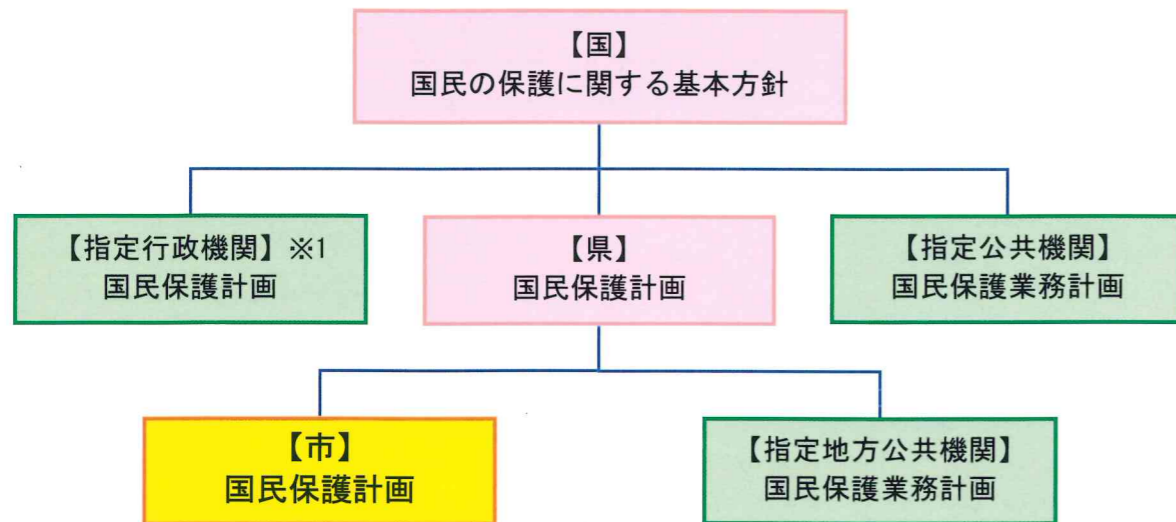 【国】
国民の保護に関する基本方針
【指定行政機関】※1
国民保護計画
【県】
国民保護計画
【指定公共機関】
国民保護業務計画
【市】
国民保護計画
【指定地方公共機関】
国民保護業務計画